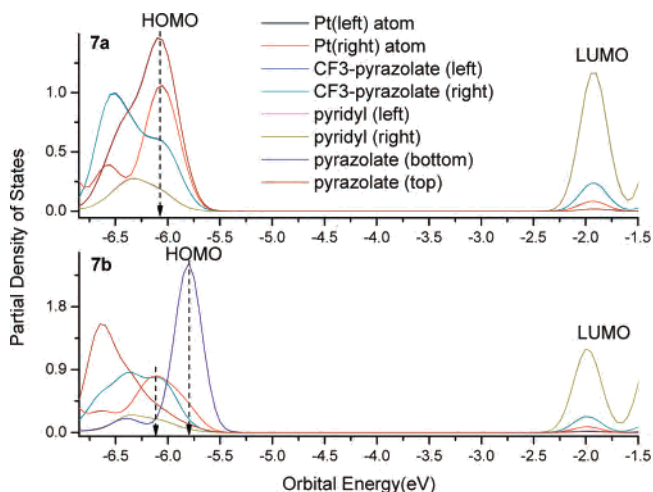 HOMO
7a
Pt(left) atom
Pt(right) atom
CF3-pyrazolate (left)
CF3-pyrazolate (right)
pyridyl (left)
pyridyl (right)
pyrazolate (bottom)
pyrazolate (top)
LUMO
1.0
0.5
0.0
-6.5 -6.0 -5.5 -5.0 -4.5 -4.0 -3.5 -3.0 -2.5 -2.0 -1.5
Partial Density of States
7b
HOMO
LUMO
1.8
0.9
0.0
-6.5 -6.0 -5.5 -5.0 -4.5 -4.0 -3.5 -3.0 -2.5 -2.0 -1.5
Orbital Energy(eV)